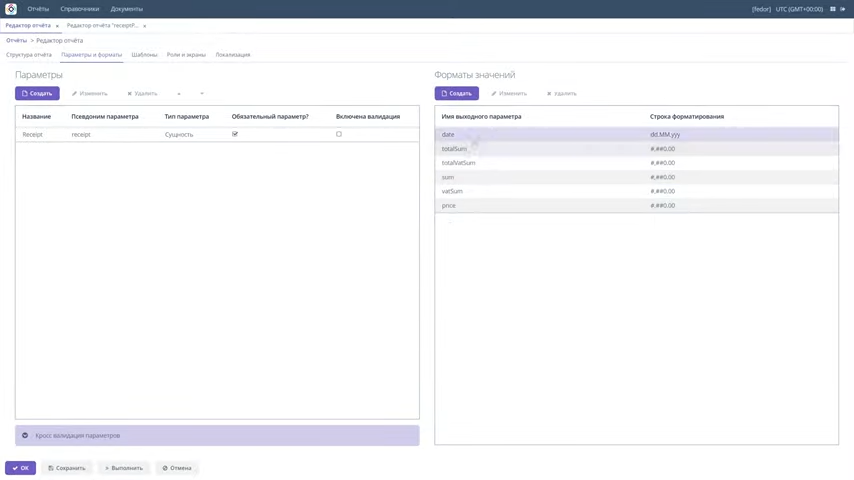 Отчёты Справочники Документы [fedor] UTC (GMT+00:00)
Редактор отчёта × Редактор отчёта "receiptP... ×
Отчёты > Редактор отчёта
Структура отчёта Параметры и форматы Шаблоны Роли и экраны Локализация
Параметры
Создать Изменить Удалить
Название Псевдоним параметра Тип параметра Обязательный параметр? Включена валидация
Receipt receipt Сущность
Кросс валидация параметров
Форматы значений
Создать Изменить Удалить
Имя выходного параметра Строка форматирования
date dd.MM.yyy
totalSum #,##0.00
totalVatSum #,##0.00
sum #,##0.00
vatSum #,##0.00
price #,##0.00
OK Сохранить Выполнить Отмена